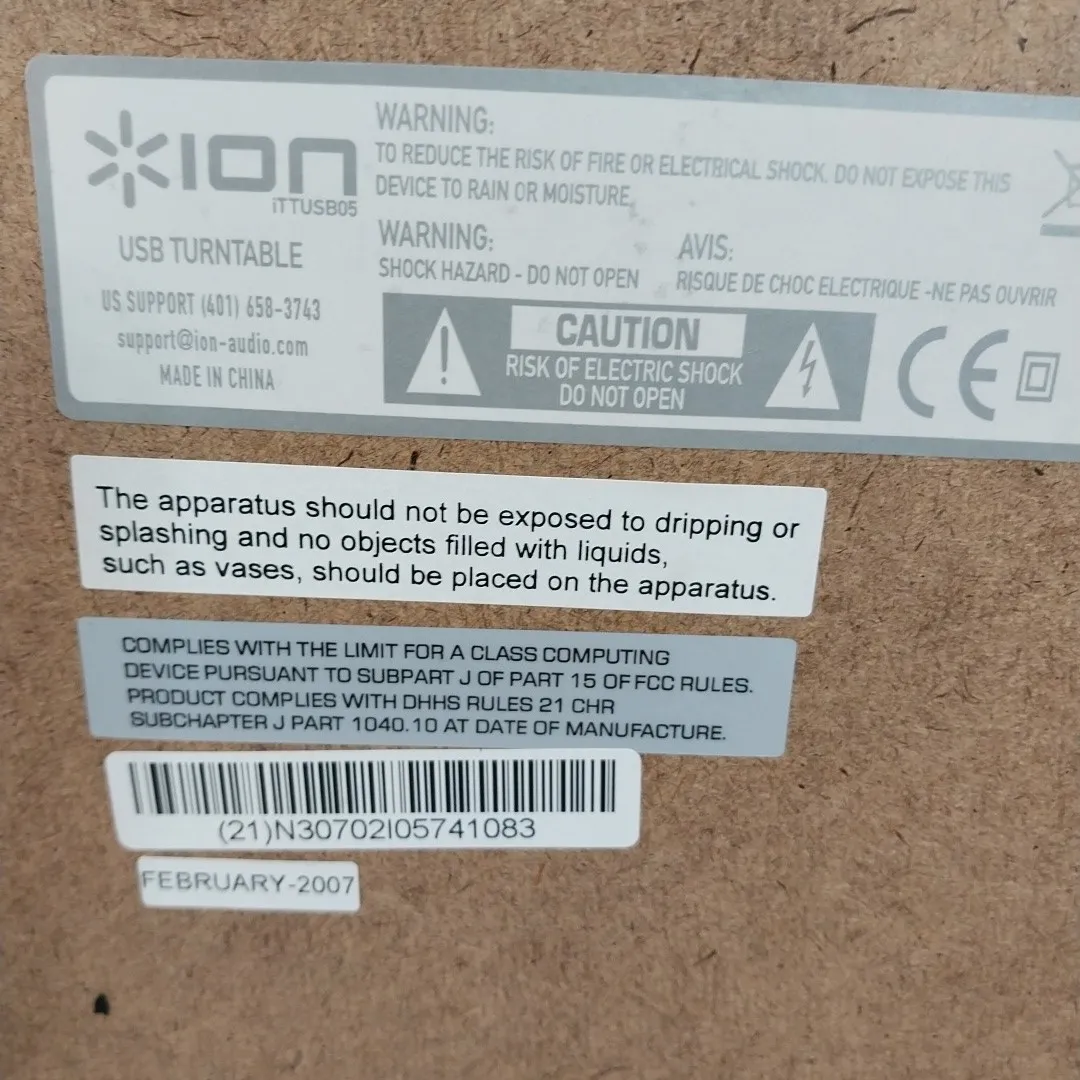 ION
iTTUSB05
USB TURNTABLE
US SUPPORT (401) 658-3743
support@ion-audio.com
MADE IN CHINA
WARNING:
TO REDUCE THE RISK OF FIRE OR ELECTRICAL SHOCK, DO NOT EXPOSE THIS
DEVICE TO RAIN OR MOISTURE.
WARNING:
SHOCK HAZARD - DO NOT OPEN
AVIS:
RISQUE DE CHOC ELECTRIQUE -NE PAS OUVRIR
CAUTION
RISK OF ELECTRIC SHOCK
DO NOT OPEN
CE
The apparatus should not be exposed to dripping or
splashing and no objects filled with liquids,
such as vases, should be placed on the apparatus.
COMPLIES WITH THE LIMIT FOR A CLASS COMPUTING
DEVICE PURSUANT TO SUBPART J OF PART 15 OF FCC RULES.
PRODUCT COMPLIES WITH DHHS RULES 21 CHR
SUBCHAPTER J PART 1040.10 AT DATE OF MANUFACTURE.
(21)N30702I05741083
FEBRUARY-2007